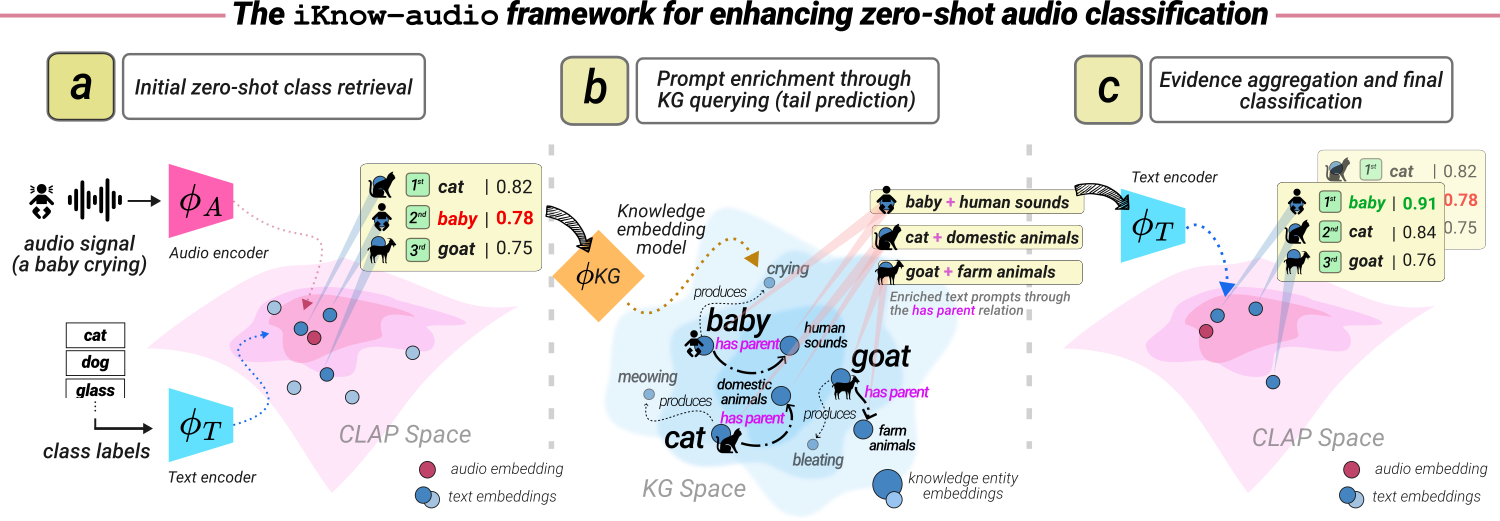 The iKnow-audio framework for enhancing zero-shot audio classification
a
Initial zero-shot class retrieval
b
Prompt enrichment through
KG querying (tail prediction)
c
Evidence aggregation and final
classification
audio signal
(a baby crying)
ϕA
Audio encoder
1st cat | 0.82
2nd baby | 0.78
3rd goat | 0.75
cat
dog
glass
class labels
ϕT
Text encoder
CLAP Space
audio embedding
text embeddings
ϕKG
Knowledge
embedding
model
crying
produces
baby
has parent
human
sounds
goat
has parent
produces
farm
animals
bleating
meowing
produces
domestic
animals
has parent
cat
KG Space
knowledge entity
embeddings
baby + human sounds
cat + domestic animals
goat + farm animals
Enriched text prompts through
the has parent relation
Text encoder
ϕT
1st cat | 0.82
0.78
0.75
1st baby | 0.91
2nd cat | 0.84
3rd goat | 0.76
CLAP Space
audio embedding
text embeddings